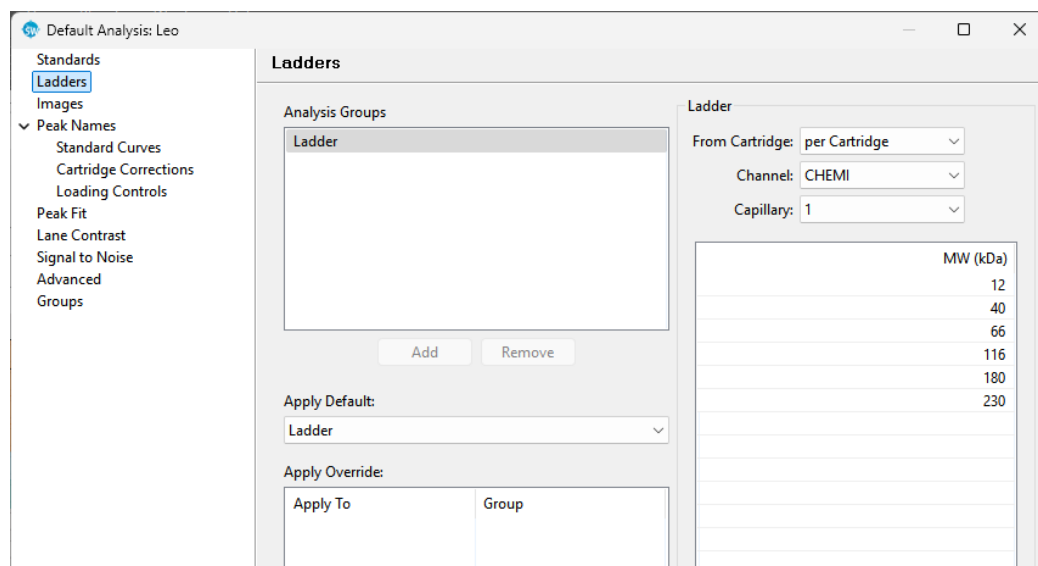 Default Analysis: Leo
Standards
Ladders
Images
Peak Names
Standard Curves
Cartridge Corrections
Loading Controls
Peak Fit
Lane Contrast
Signal to Noise
Advanced
Groups
Ladders
Analysis Groups
Ladder
Add Remove
Apply Default:
Ladder
Apply Override:
Apply To Group
Ladder
From Cartridge: per Cartridge
Channel: CHEMI
Capillary: 1
MW (kDa)
12
40
66
116
180
230